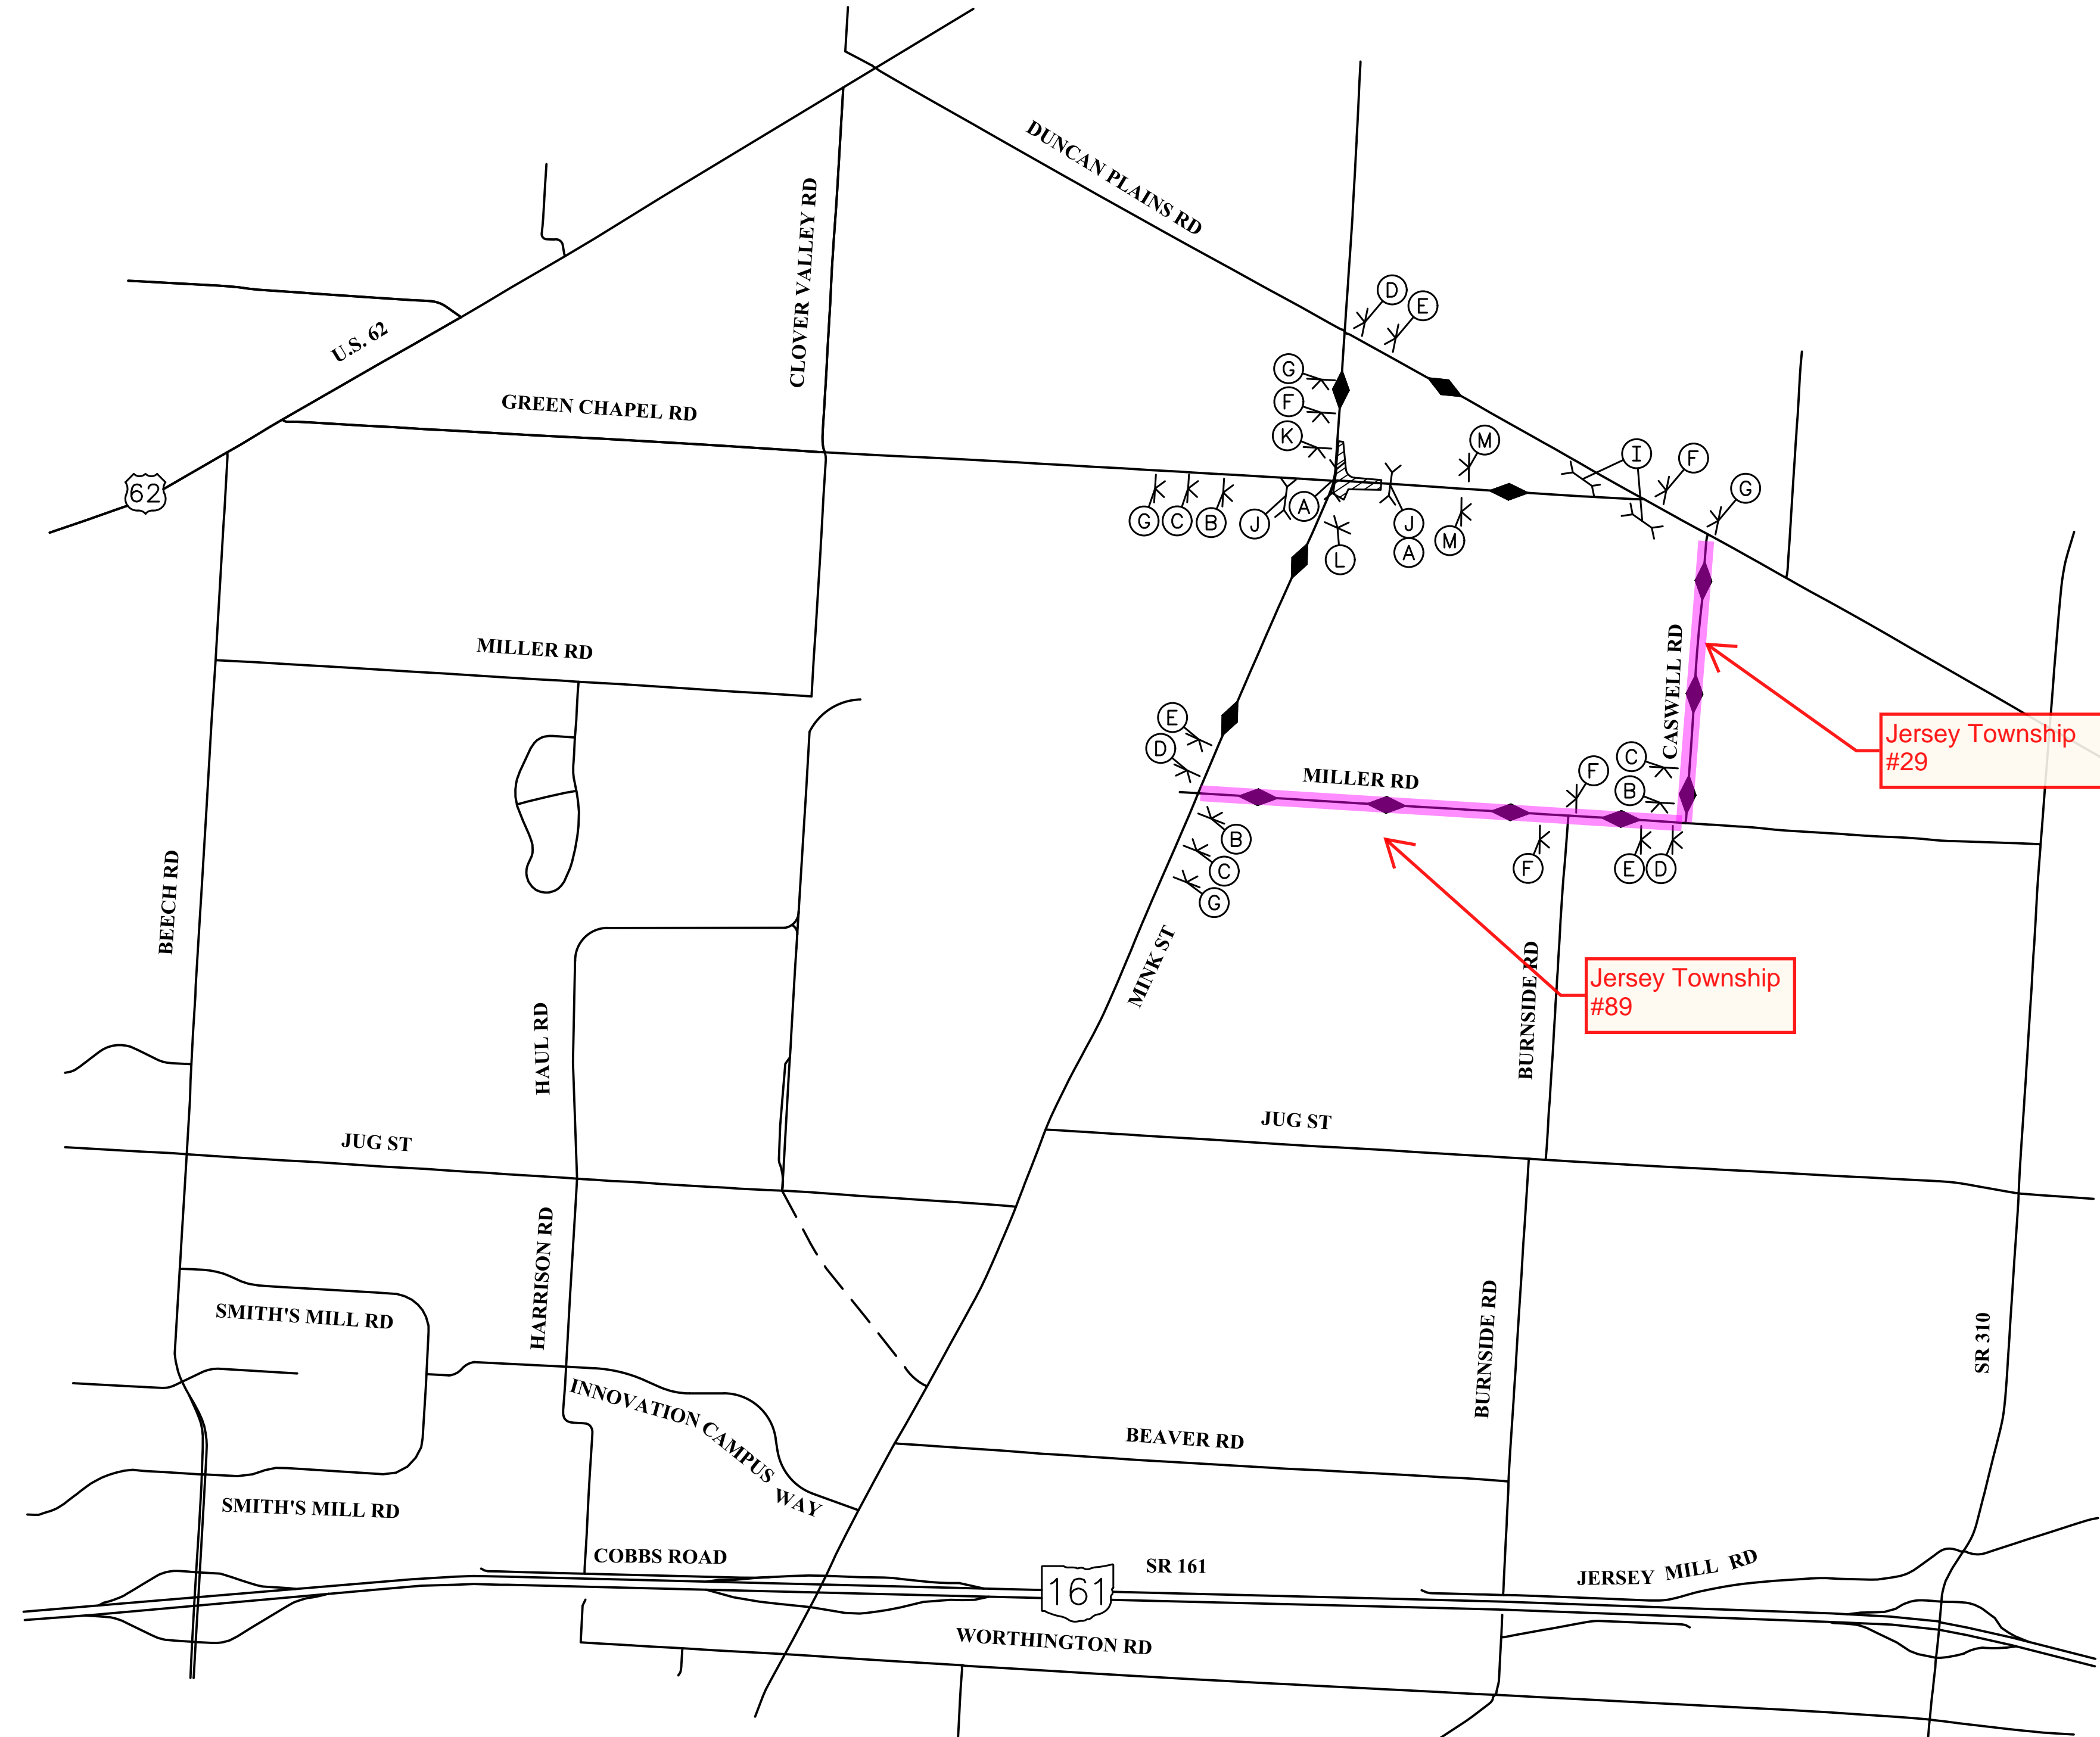 DUNCAN PLAINS RD
CLOVER VALLEY RD
U.S. 62
GREEN CHAPEL RD
62
D
E
G
F
K
M
I
F
G
G
C
B
J
A
L
J
A
M
MILLER RD
CASWELL RD
Jersey Township
#29
E
D
MILLER RD
F
C
B
B
C
G
F
E
D
BEECH RD
MINK ST
BURNSIDE RD
Jersey Township
#89
HAUL RD
JUG ST
JUG ST
HARRISON RD
SMITH'S MILL RD
BURNSIDE RD
SR 310
INNOVATION CAMPUS WAY
BEAVER RD
SMITH'S MILL RD
COBBS ROAD
161
SR 161
JERSEY MILL RD
WORTHINGTON RD